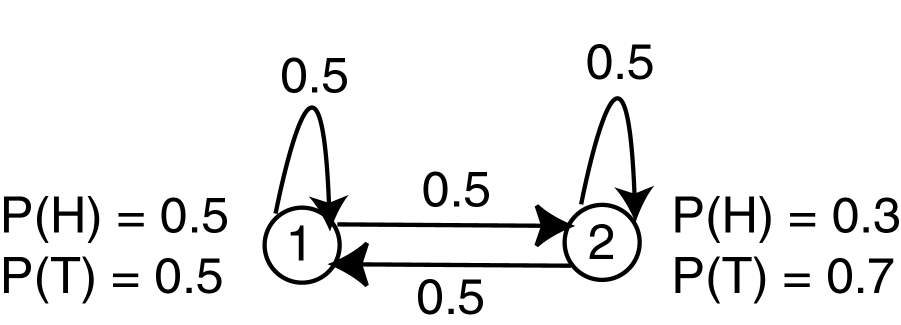 0.5
0.5
0.5
P(H) = 0.5
P(T) = 0.5
1
2
P(H) = 0.3
P(T) = 0.7
0.5